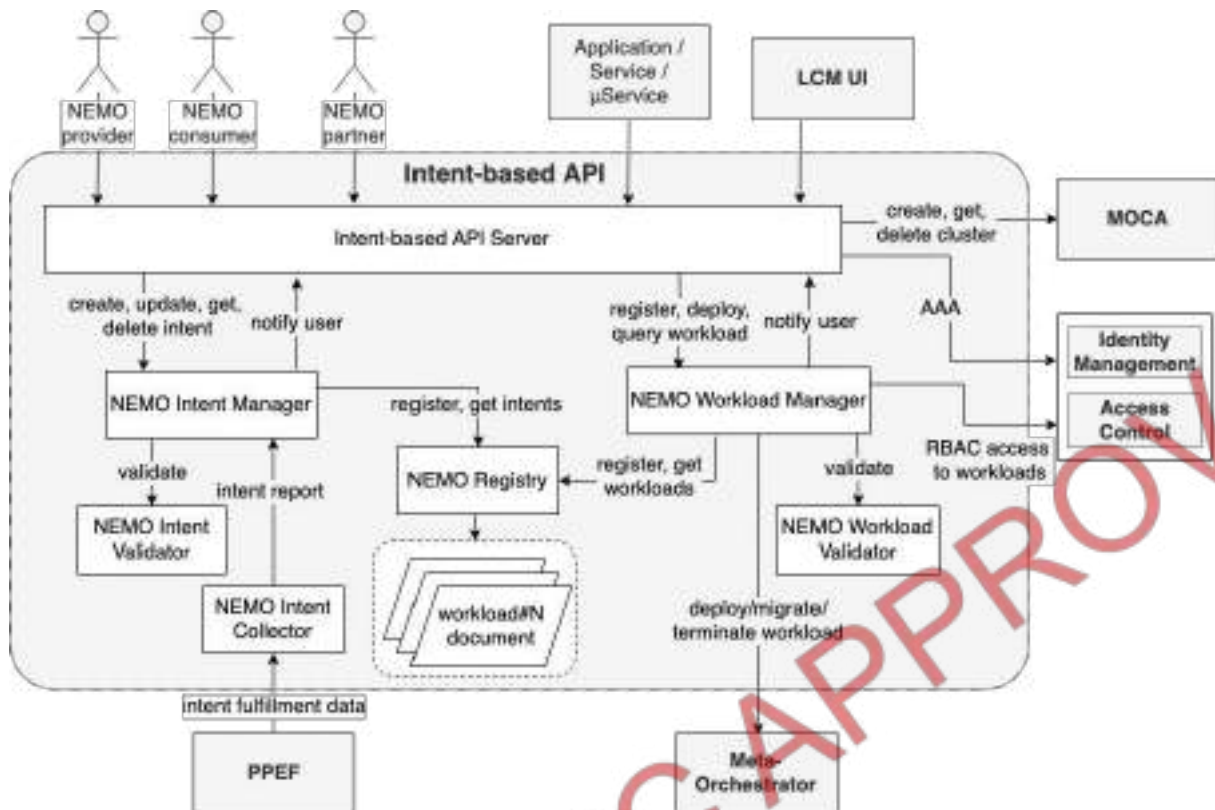 NEMO
provider
NEMO
consumer
NEMO
partner
Application /
Service /
µService
LCM UI
Intent-based API
Intent-based API Server
create, get,
delete cluster
MOCA
create, update, get,
delete intent
notify user
register, deploy,
query workload
notify user
AAA
Identity
Management
Access
Control
NEMO Intent Manager
register, get intents
NEMO Workload Manager
RBAC access
to workloads
validate
intent report
NEMO Registry
register, get
workloads
validate
NEMO Intent
Validator
NEMO Workload
Validator
NEMO Intent
Collector
workload#N
document
deploy/migrate/
terminate workload
intent fulfillment data
PPEF
Meta-
Orchestrator
G APPROV